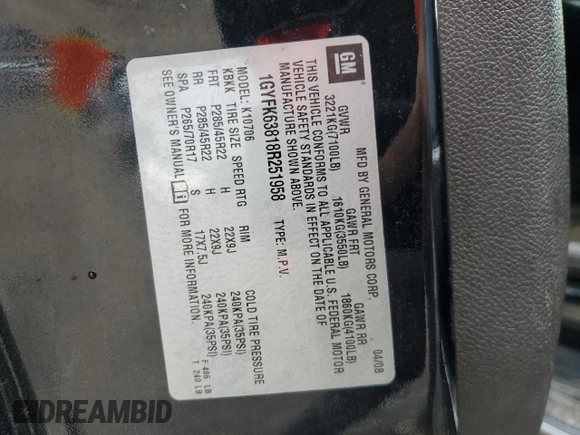 GM
MFD BY GENERAL MOTORS CORP. 04/08
GVWR GAWR FRT GAWR RR
3221KG(7100LB) 1610KG(3550LB) 1860KG(4100LB)
THIS VEHICLE CONFORMS TO ALL APPLICABLE U.S. FEDERAL MOTOR
VEHICLE SAFETY STANDARDS IN EFFECT ON THE DATE OF
MANUFACTURE SHOWN ABOVE.
1GYFK63818R251958 TYPE: M.P.V.
MODEL: K10706
KBKK TIRE SIZE SPEED RTG RIM COLD TIRE PRESSURE
FRT P285/45R22 H 22X9J 240KPA(35PSI)
RR P285/45R22 H 22X9J 240KPA(35PSI)
SPA P265/70R17 S 17X7.5J 240KPA(35PSI)
SEE OWNER'S MANUAL i FOR MORE INFORMATION.
F 486 LB
T 240 LB
DREAMBID